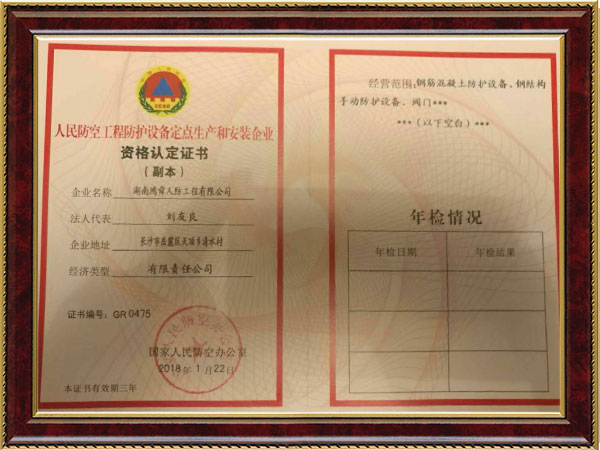 人民防空工程防护设备定点生产和安装企业
资格认定证书
（副本）
企业名称 湖南鸿舜人防工程有限公司
法人代表 刘友良
企业地址 长沙市岳麓区天顶乡清水村
经济类型 有限责任公司
证书编号：GR 0475
国家人民防空办公室
2018年1月22日
本证书有效期三年
经营范围：钢筋混凝土防护设备、钢结构
手动防护设备、阀门***
***（以下空白）***
年检情况
年检日期 年检结果